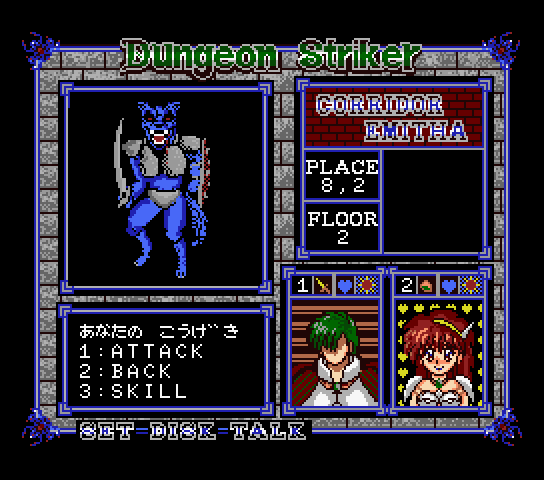 Dungeon Striker
CORRIDOR
EMITHA
PLACE
8,2
FLOOR
2
1
2
あなたの こうげ゛き
1:ATTACK
2:BACK
3:SKILL
SET=DISK=TALK